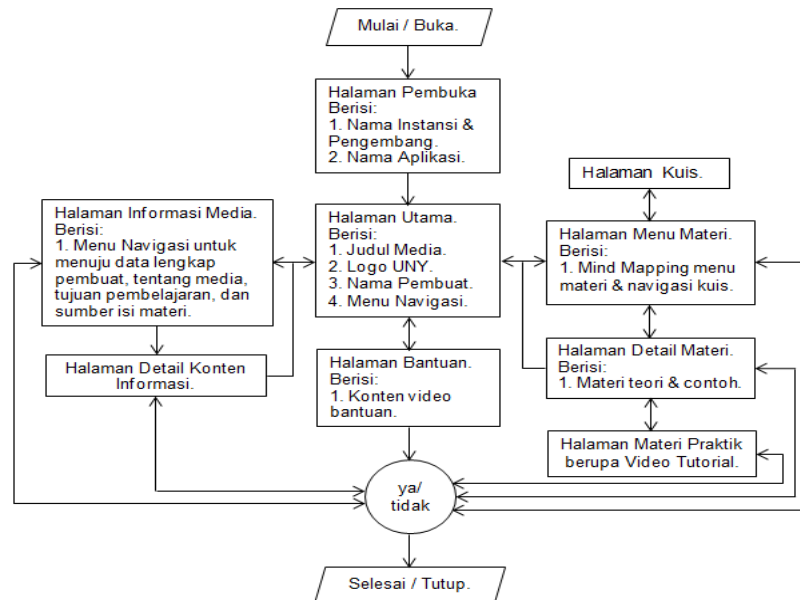 Mulai / Buka.
Halaman Pembuka
Berisi:
1. Nama Instansi &
Pengembang.
2. Nama Aplikasi.
Halaman Kuis.
Halaman Informasi Media.
Berisi:
1. Menu Navigasi untuk
menuju data lengkap
pembuat, tentang media,
tujuan pembelajaran, dan
sumber isi materi.
Halaman Utama.
Berisi:
1. Judul Media.
2. Logo UNY.
3. Nama Pembuat.
4. Menu Navigasi.
Halaman Menu Materi.
Berisi:
1. Mind Mapping menu
materi & navigasi kuis.
Halaman Detail Konten
Informasi.
Halaman Bantuan.
Berisi:
1. Konten video
bantuan.
Halaman Detail Materi.
Berisi:
1. Materi teori & contoh.
Halaman Materi Praktik
berupa Video Tutorial.
ya/
tidak
Selesai / Tutup.